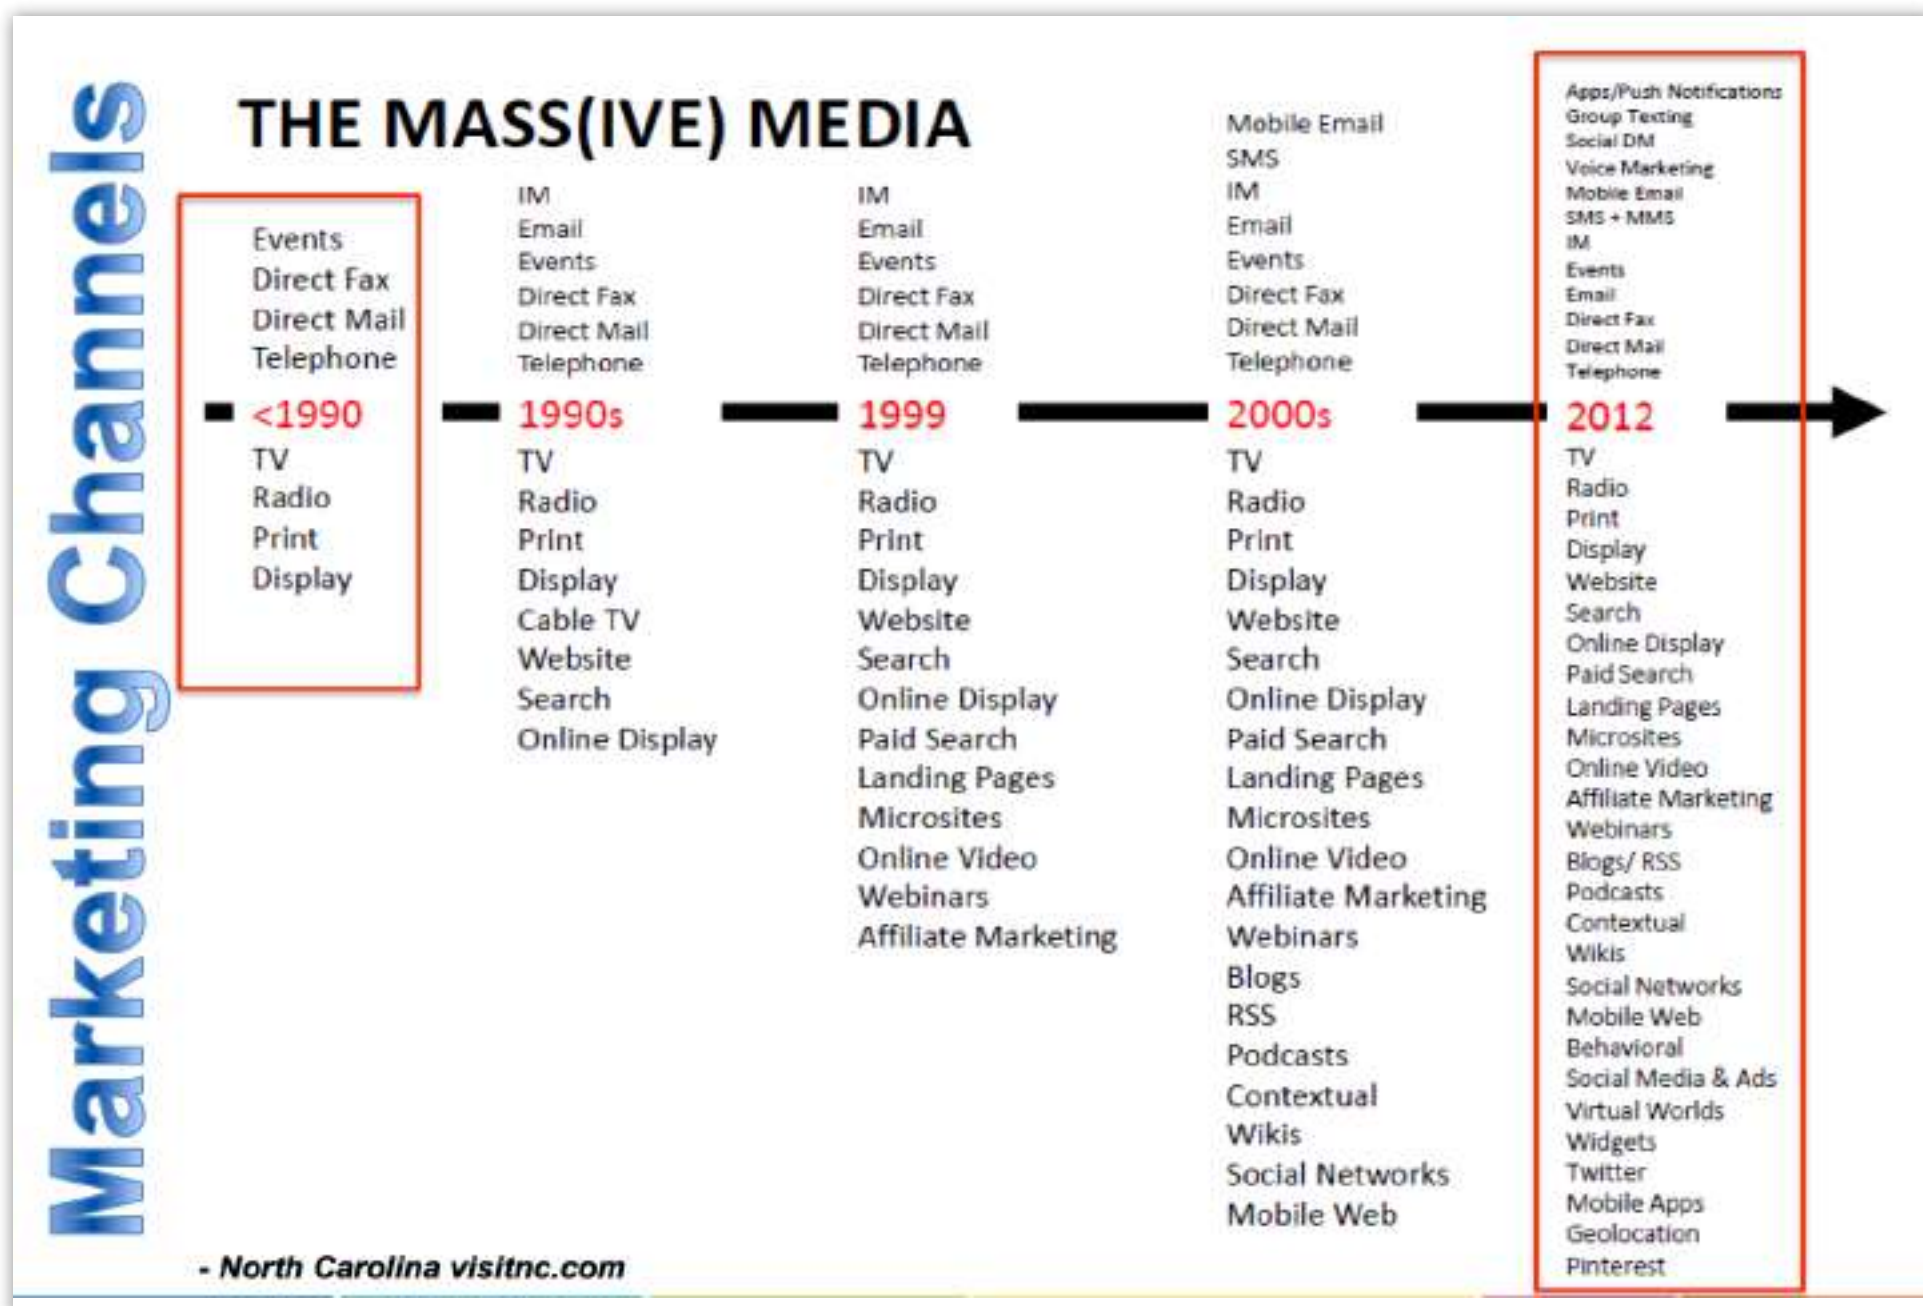 Marketing Channels
THE MASS(IVE) MEDIA
Events
Direct Fax
Direct Mail
Telephone
<1990
TV
Radio
Print
Display
IM
Email
Events
Direct Fax
Direct Mail
Telephone
1990s
TV
Radio
Print
Display
Cable TV
Website
Search
Online Display
IM
Email
Events
Direct Fax
Direct Mail
Telephone
1999
TV
Radio
Print
Display
Website
Search
Online Display
Paid Search
Landing Pages
Microsites
Online Video
Webinars
Affiliate Marketing
Mobile Email
SMS
IM
Email
Events
Direct Fax
Direct Mail
Telephone
2000s
TV
Radio
Print
Display
Website
Search
Online Display
Paid Search
Landing Pages
Microsites
Online Video
Affiliate Marketing
Webinars
Blogs
RSS
Podcasts
Contextual
Wikis
Social Networks
Mobile Web
Apps/Push Notifications
Group Texting
Social DM
Voice Marketing
Mobile Email
SMS + MMS
IM
Events
Email
Direct Fax
Direct Mail
Telephone
2012
TV
Radio
Print
Display
Website
Search
Online Display
Paid Search
Landing Pages
Microsites
Online Video
Affiliate Marketing
Webinars
Blogs/ RSS
Podcasts
Contextual
Wikis
Social Networks
Mobile Web
Behavioral
Social Media & Ads
Virtual Worlds
Widgets
Twitter
Mobile Apps
Geolocation
Pinterest
- North Carolina visitnc.com